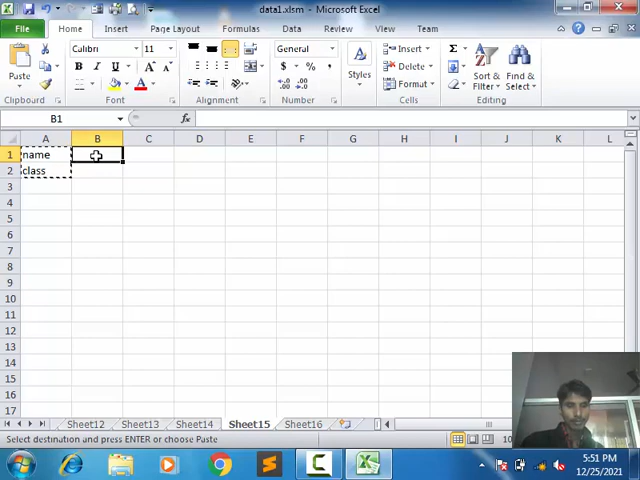 data1.xlsm - Microsoft Excel
File Home Insert Page Layout Formulas Data Review View Team
Calibri 11 General
Paste B I U $ % , Styles Insert Delete Format Sort & Filter Find & Select
Clipboard Font Alignment Number Cells Editing
B1 fx
A B C D E F G H I J K L
1 name
2 class
3
4
5
6
7
8
9
10
11
12
13
14
15
16
17
Sheet12 Sheet13 Sheet14 Sheet15 Sheet16
Select destination and press ENTER or choose Paste
5:51 PM
12/25/2021